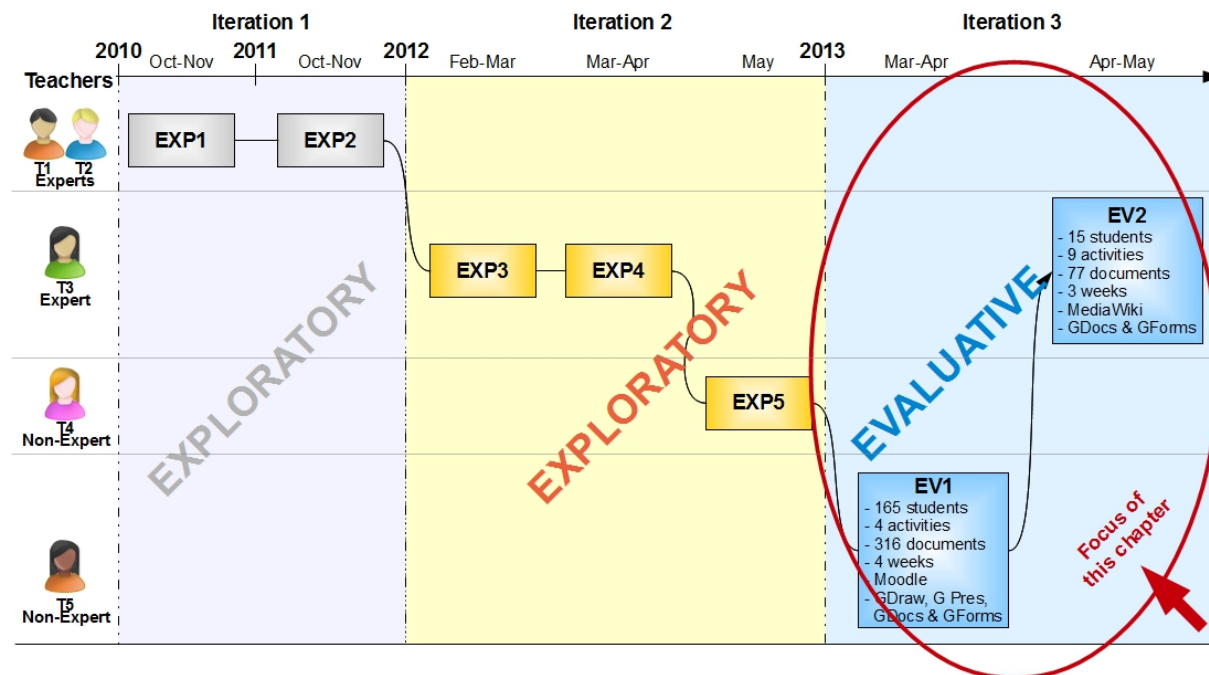 Iteration 1
Iteration 2
Iteration 3
2010
2011
2012
2013
Oct-Nov
Oct-Nov
Feb-Mar
Mar-Apr
May
Mar-Apr
Apr-May
Teachers
T1
T2
Experts
EXP1
EXP2
T3
Expert
EXP3
EXP4
T4
Non-Expert
EXP5
T5
Non-Expert
EXPLORATORY
EXPLORATORY
EVALUATIVE
EV2
- 15 students
- 9 activities
- 77 documents
- 3 weeks
- MediaWiki
- GDocs & GForms
EV1
- 165 students
- 4 activities
- 316 documents
- 4 weeks
- Moodle
- GDraw, G Pres,
GDocs & GForms
Focus of
this chapter